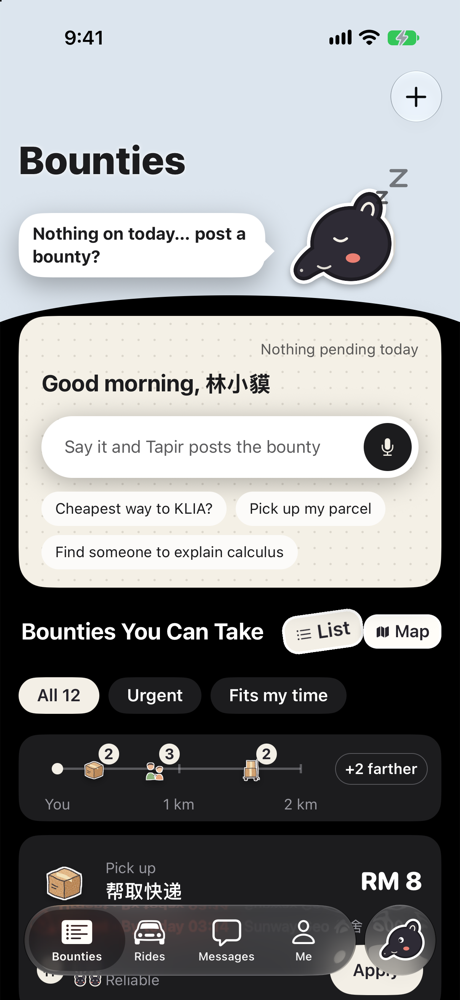 9:41
Bounties
z
Z
Nothing on today... post a
bounty?
Nothing pending today
Good morning, 林小貘
Say it and Tapir posts the bounty
Cheapest way to KLIA?
Pick up my parcel
Find someone to explain calculus
Bounties You Can Take
List
Map
All 12
Urgent
Fits my time
2
3
2
+2 farther
You
1 km
2 km
Pick up
帮取快递
RM 8
Bounties
Rides
Messages
Me
Reliable
Apply